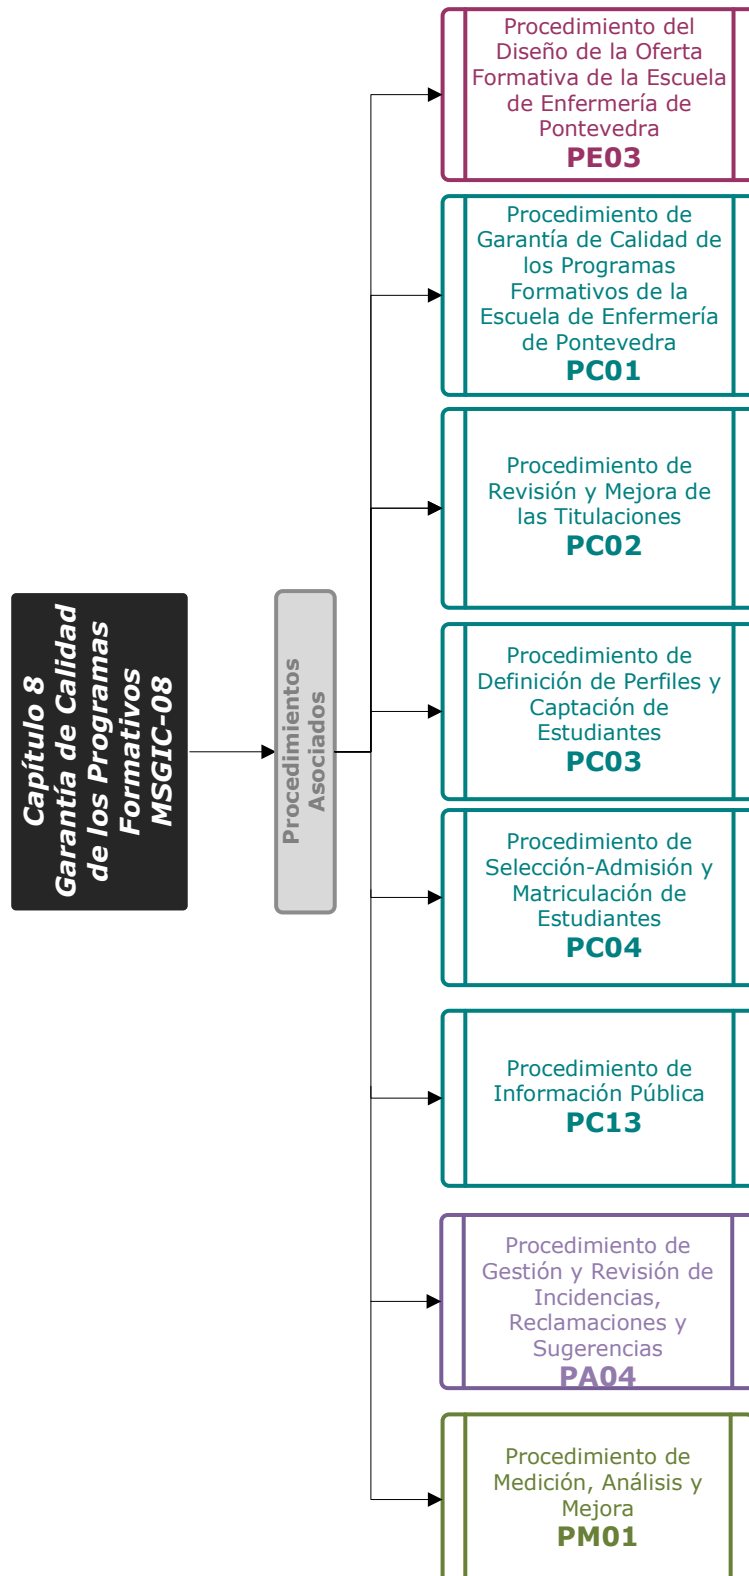 Capítulo 8
Garantía de Calidad
de los Programas
Formativos
MSGIC-08
Procedimientos
Asociados
Procedimiento del
Diseño de la Oferta
Formativa de la Escuela
de Enfermería de
Pontevedra
PE03
Procedimiento de
Garantía de Calidad de
los Programas
Formativos de la
Escuela de Enfermería
de Pontevedra
PC01
Procedimiento de
Revisión y Mejora de
las Titulaciones
PC02
Procedimiento de
Definición de Perfiles y
Captación de
Estudiantes
PC03
Procedimiento de
Selección-Admisión y
Matriculación de
Estudiantes
PC04
Procedimiento de
Información Pública
PC13
Procedimiento de
Gestión y Revisión de
Incidencias,
Reclamaciones y
Sugerencias
PA04
Procedimiento de
Medición, Análisis y
Mejora
PM01